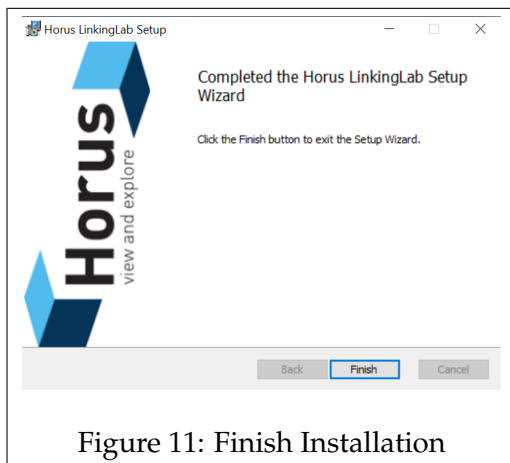 Horus LinkingLab Setup
Horus
view and explore
Completed the Horus LinkingLab Setup
Wizard
Click the Finish button to exit the Setup Wizard.
Back
Finish
Cancel
Figure 11: Finish Installation